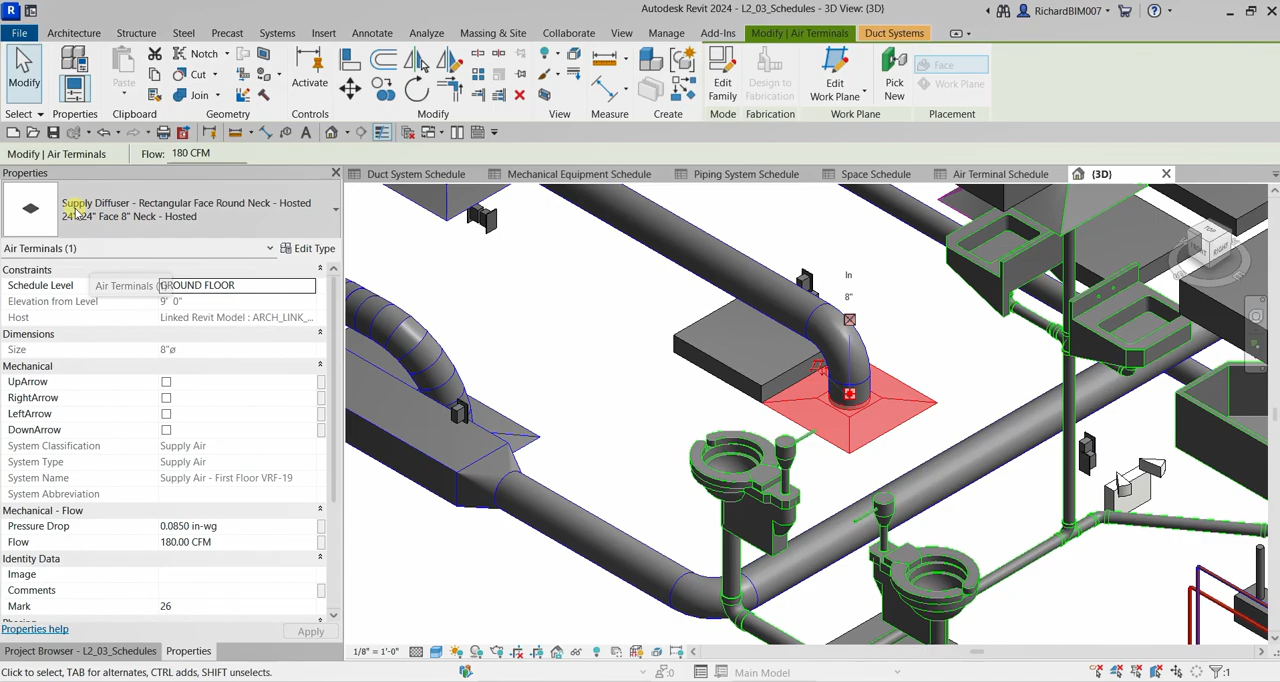 Autodesk Revit 2024 - L2_03_Schedules - 3D View: {3D}
RichardBIM007
File Architecture Structure Steel Precast Systems Insert Annotate Analyze Massing & Site Collaborate View Manage Add-Ins Modify | Air Terminals Duct Systems
Modify
Select
Properties
Paste
Clipboard
Notch
Cut
Join
Geometry
Activate
Controls
Modify
View
Measure
Create
Edit
Family
Mode
Design to
Fabrication
Fabrication
Edit
Work Plane
Work Plane
Pick
New
Face
Work Plane
Placement
Modify | Air Terminals
Flow: 180 CFM
Properties
Supply Diffuser - Rectangular Face Round Neck - Hosted
24"x24" Face 8" Neck - Hosted
Air Terminals (1)
Edit Type
Constraints
Schedule Level GROUND FLOOR
Air Terminals
Elevation from Level 9' 0"
Host Linked Revit Model : ARCH_LINK_...
Dimensions
Size 8"ø
Mechanical
UpArrow
RightArrow
LeftArrow
DownArrow
System Classification Supply Air
System Type Supply Air
System Name Supply Air - First Floor VRF-19
System Abbreviation
Mechanical - Flow
Pressure Drop 0.0850 in-wg
Flow 180.00 CFM
Identity Data
Image
Comments
Mark 26
Properties help
Apply
Project Browser - L2_03_Schedules
Properties
Duct System Schedule
Mechanical Equipment Schedule
Piping System Schedule
Space Schedule
Air Terminal Schedule
{3D}
In
8"
TOP
FRONT
RIGHT
1/8" = 1'-0"
Click to select, TAB for alternates, CTRL adds, SHIFT unselects.
:0
Main Model
:1